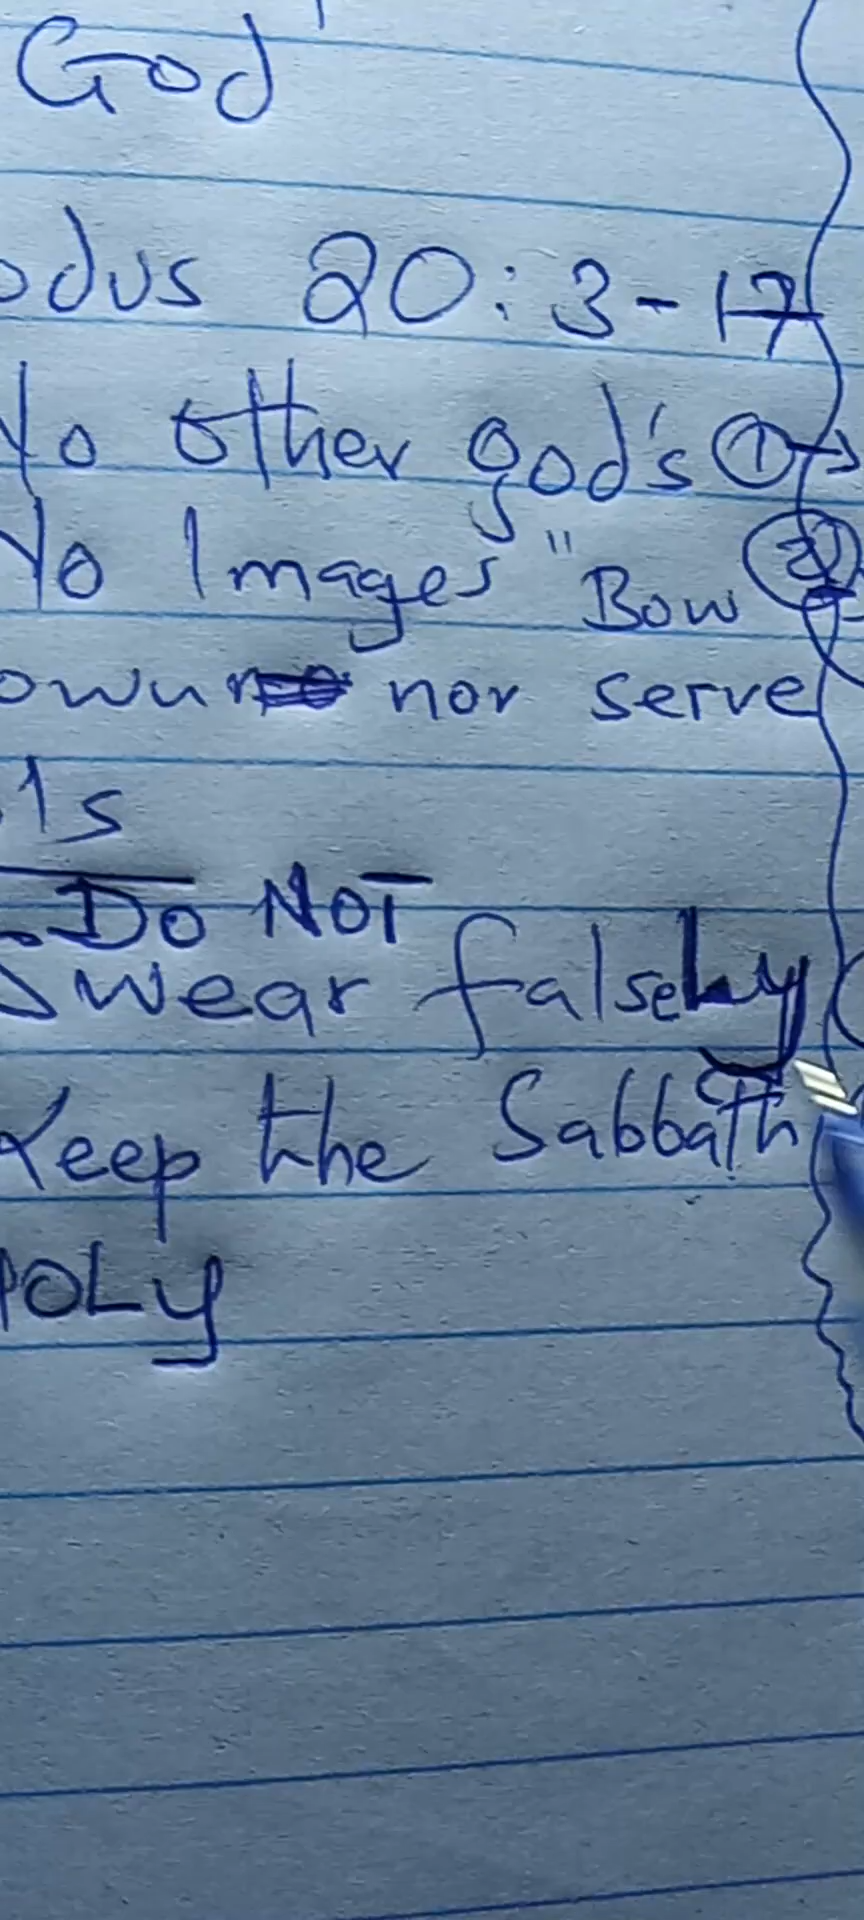 God
odus 20:3-17
No other god's ①→
No Images " Bow ②
own nor serve
ls
Do NOT
Swear falsely
Keep the Sabbath
HOLY